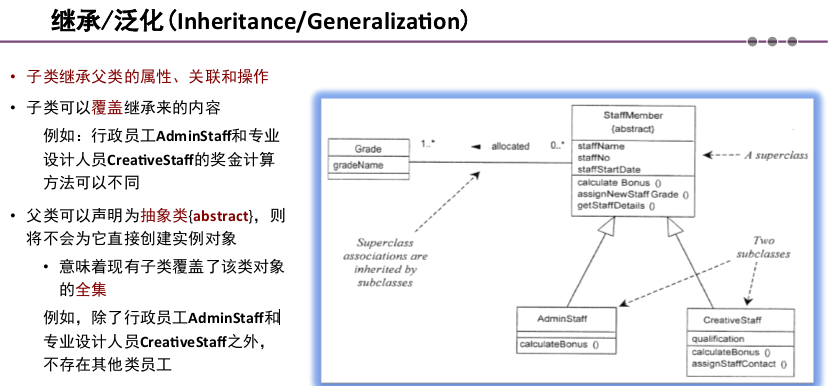 继承/泛化(Inheritance/Generalization)
• 子类继承父类的属性、关联和操作
• 子类可以覆盖继承来的内容
例如：行政员工AdminStaff和专业
设计人员CreativeStaff的奖金计算
方法可以不同
• 父类可以声明为抽象类{abstract}，则
将不会为它直接创建实例对象
• 意味着现有子类覆盖了该类对象
的全集
例如，除了行政员工AdminStaff和
专业设计人员CreativeStaff之外，
不存在其他类员工
Grade
gradeName
1..*
◄ allocated
0..*
StaffMember
{abstract}
staffName
staffNo
staffStartDate
calculate Bonus ()
assignNewStaff Grade ()
getStaffDetails ()
A superclass
Superclass
associations are
inherited by
subclasses
Two
subclasses
AdminStaff
calculateBonus ()
CreativeStaff
qualification
calculateBonus ()
assignStaffContact ()